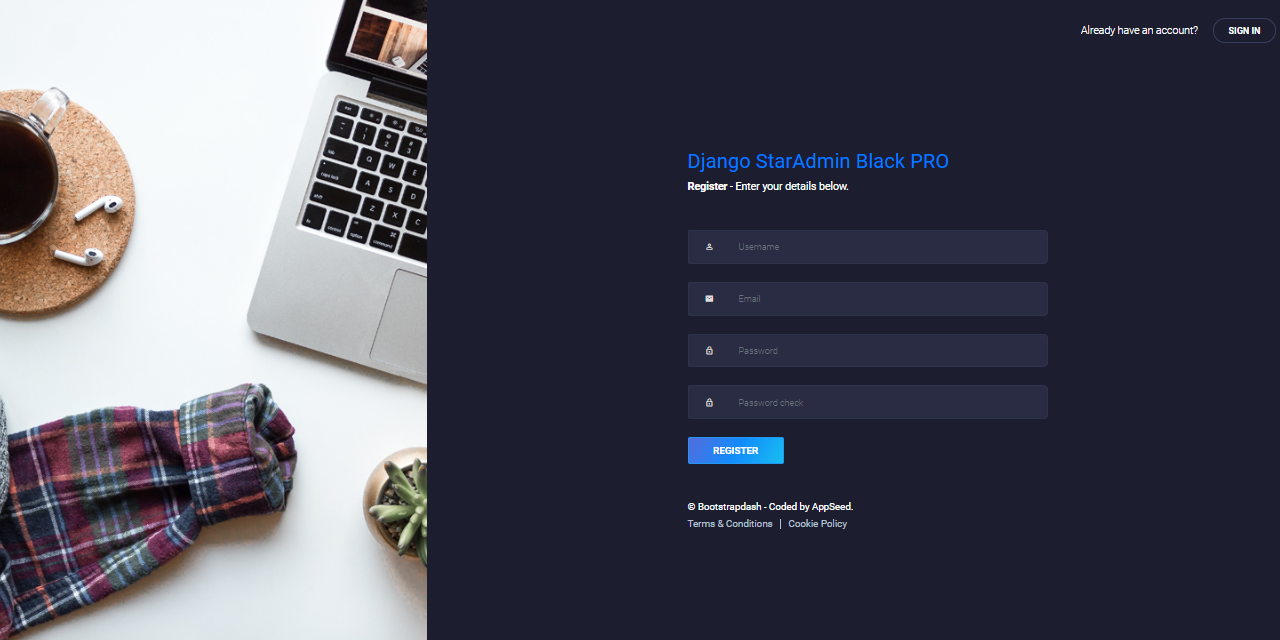 Already have an account? SIGN IN
Django StarAdmin Black PRO
Register - Enter your details below.
Username
Email
Password
Password check
REGISTER
© Bootstrapdash - Coded by AppSeed.
Terms & Conditions | Cookie Policy